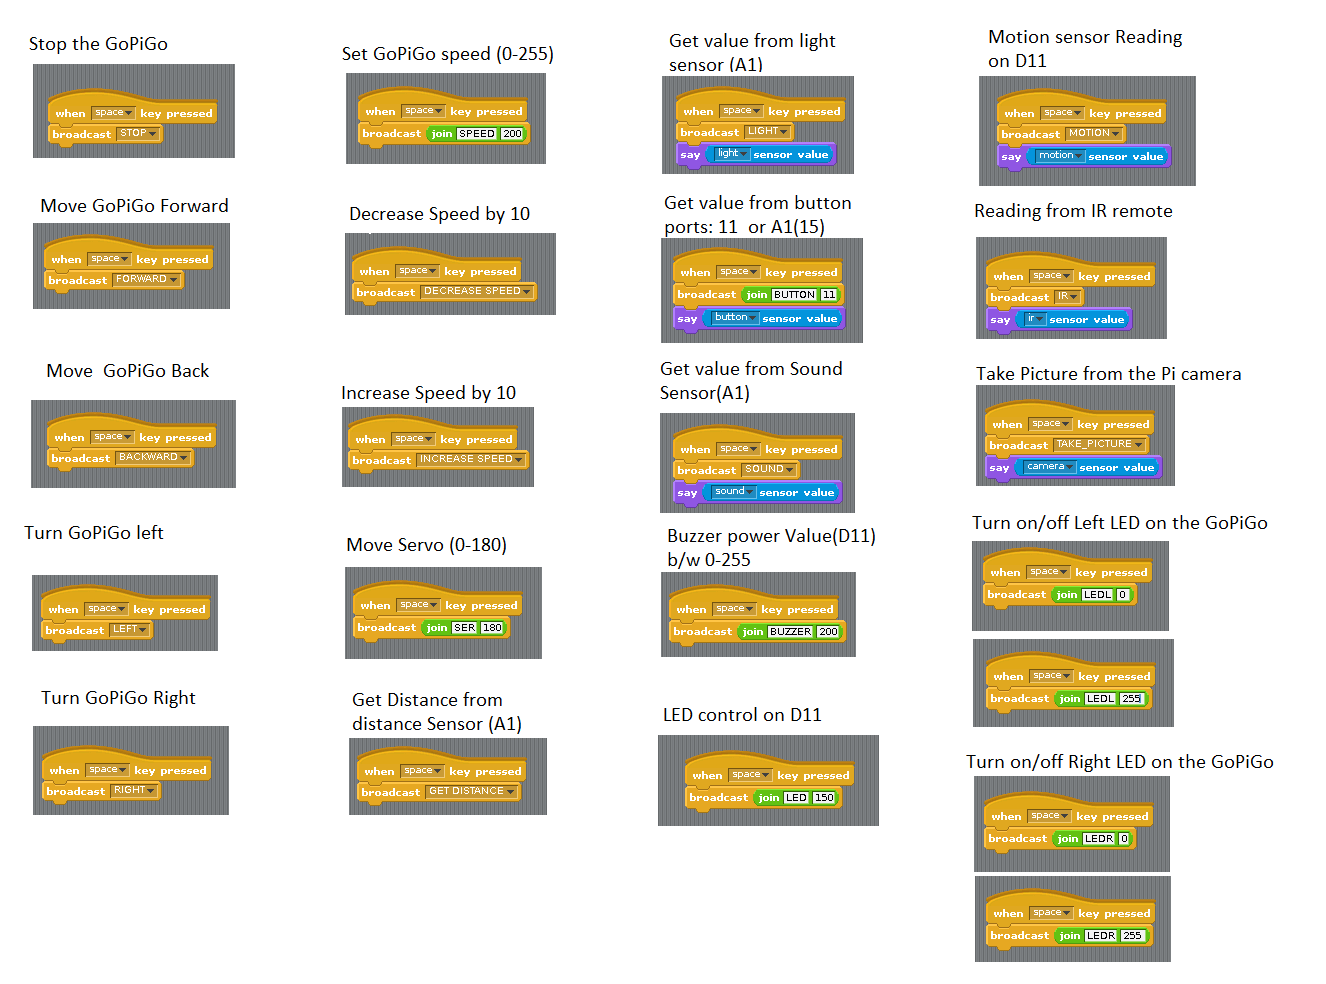 Stop the GoPiGo
when space key pressed
broadcast STOP
Move GoPiGo Forward
when space key pressed
broadcast FORWARD
Move GoPiGo Back
when space key pressed
broadcast BACKWARD
Turn GoPiGo left
when space key pressed
broadcast LEFT
Turn GoPiGo Right
when space key pressed
broadcast RIGHT
Set GoPiGo speed (0-255)
when space key pressed
broadcast join SPEED 200
Decrease Speed by 10
when space key pressed
broadcast DECREASE SPEED
Increase Speed by 10
when space key pressed
broadcast INCREASE SPEED
Move Servo (0-180)
when space key pressed
broadcast join SER 180
Get Distance from
distance Sensor (A1)
when space key pressed
broadcast GET DISTANCE
Get value from light
sensor (A1)
when space key pressed
broadcast LIGHT
say light sensor value
Get value from button
ports: 11 or A1(15)
when space key pressed
broadcast join BUTTON 11
say button sensor value
Get value from Sound
Sensor(A1)
when space key pressed
broadcast SOUND
say sound sensor value
Buzzer power Value(D11)
b/w 0-255
when space key pressed
broadcast join BUZZER 200
LED control on D11
when space key pressed
broadcast join LED 150
Motion sensor Reading
on D11
when space key pressed
broadcast MOTION
say motion sensor value
Reading from IR remote
when space key pressed
broadcast IR
say ir sensor value
Take Picture from the Pi camera
when space key pressed
broadcast TAKE_PICTURE
say camera sensor value
Turn on/off Left LED on the GoPiGo
when space key pressed
broadcast join LEDL 0
when space key pressed
broadcast join LEDL 255
Turn on/off Right LED on the GoPiGo
when space key pressed
broadcast join LEDR 0
when space key pressed
broadcast join LEDR 255